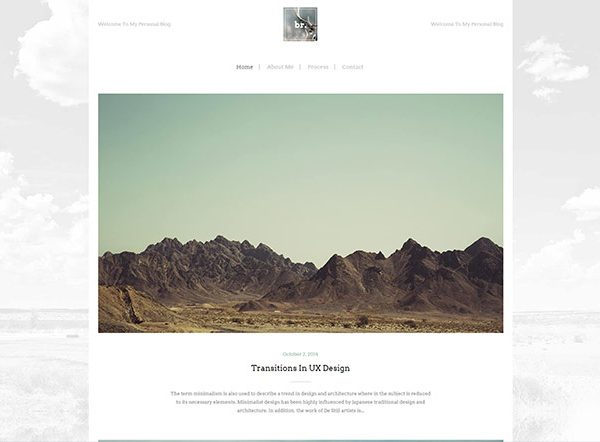 Welcome To My Personal Blog
br.
Welcome To My Personal Blog
Home | About Me | Process | Contact
October 2, 2014
Transitions In UX Design
The term minimalism is also used to describe a trend in design and architecture where in the subject is reduced
to its necessary elements. Minimalist design has been highly influenced by Japanese traditional design and
architecture. In addition, the work of De Stijl artists is...